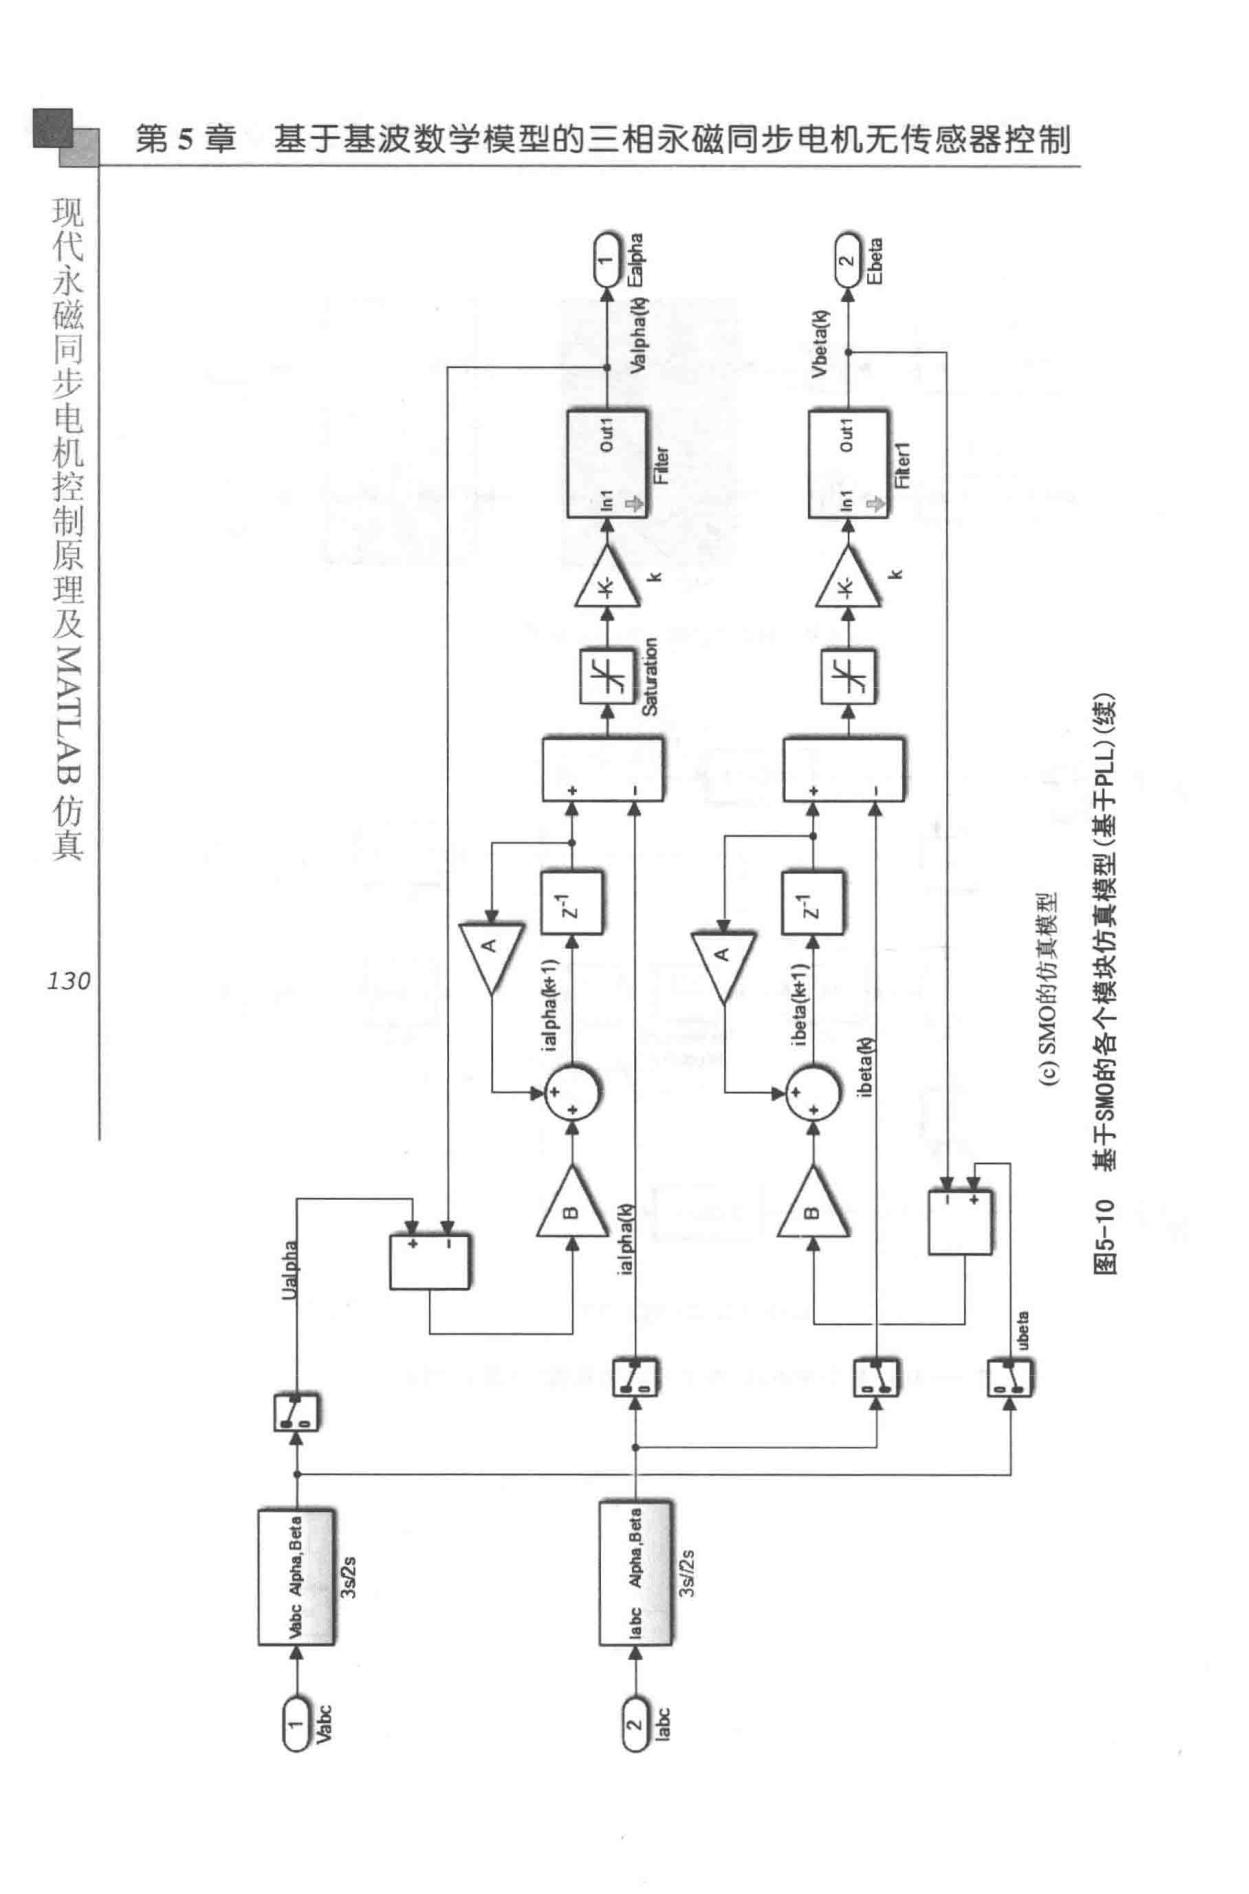 第 5 章 基于基波数学模型的三相永磁同步电机无传感器控制
现代永磁同步电机控制原理及MATLAB 仿真
130
1
Vabc
Vabc Alpha,Beta
3s/2s
Ualpha
+
−
B
+
+
ialpha(k+1)
A
Z-1
+
−
Saturation
-K-
k
In1 Out1
Filter
Valpha(k)
1
Ealpha
2
Iabc
Iabc Alpha,Beta
3s//2s
ialpha(k)
ibeta(k)
B
+
+
ibeta(k+1)
A
Z-1
+
−
-K-
k
In1 Out1
Filter1
Vbeta(k)
2
Ebeta
ubeta
−
+
(c) SMO的仿真模型
图5-10 基于SMO的各个模块仿真模型(基于PLL)(续)